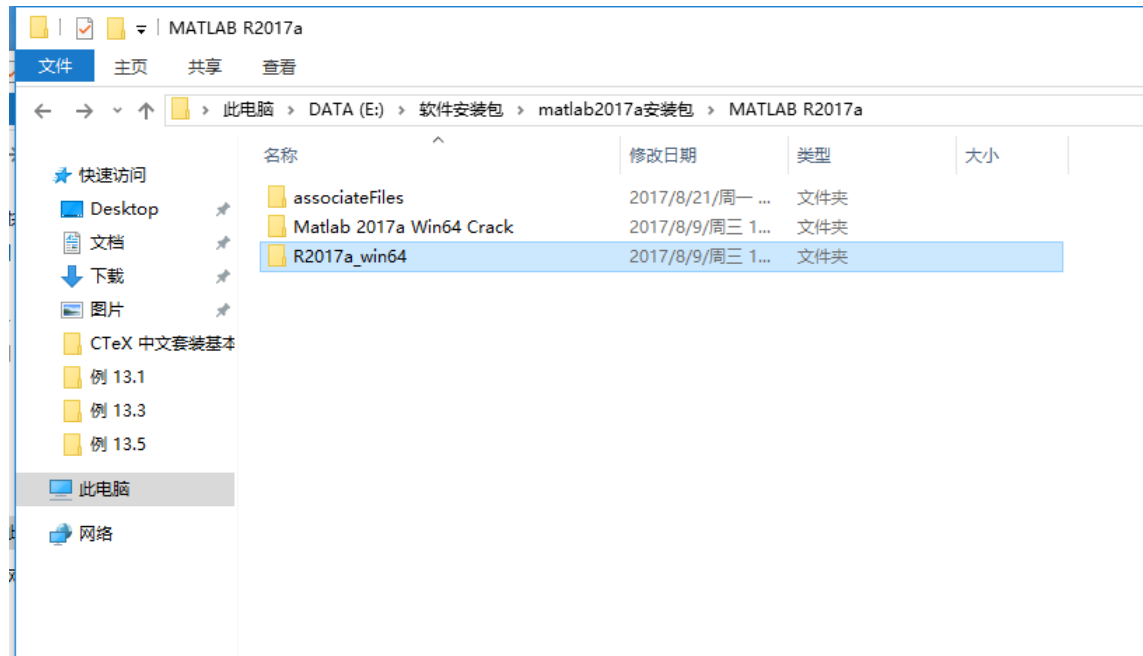 MATLAB R2017a
文件 主页 共享 查看
此电脑 DATA (E:) 软件安装包 matlab2017a安装包 MATLAB R2017a
名称 修改日期 类型 大小
快速访问
Desktop
文档
下载
图片
CTeX 中文套装基本
例 13.1
例 13.3
例 13.5
此电脑
网络
associateFiles 2017/8/21/周一 ... 文件夹
Matlab 2017a Win64 Crack 2017/8/9/周三 1... 文件夹
R2017a_win64 2017/8/9/周三 1... 文件夹